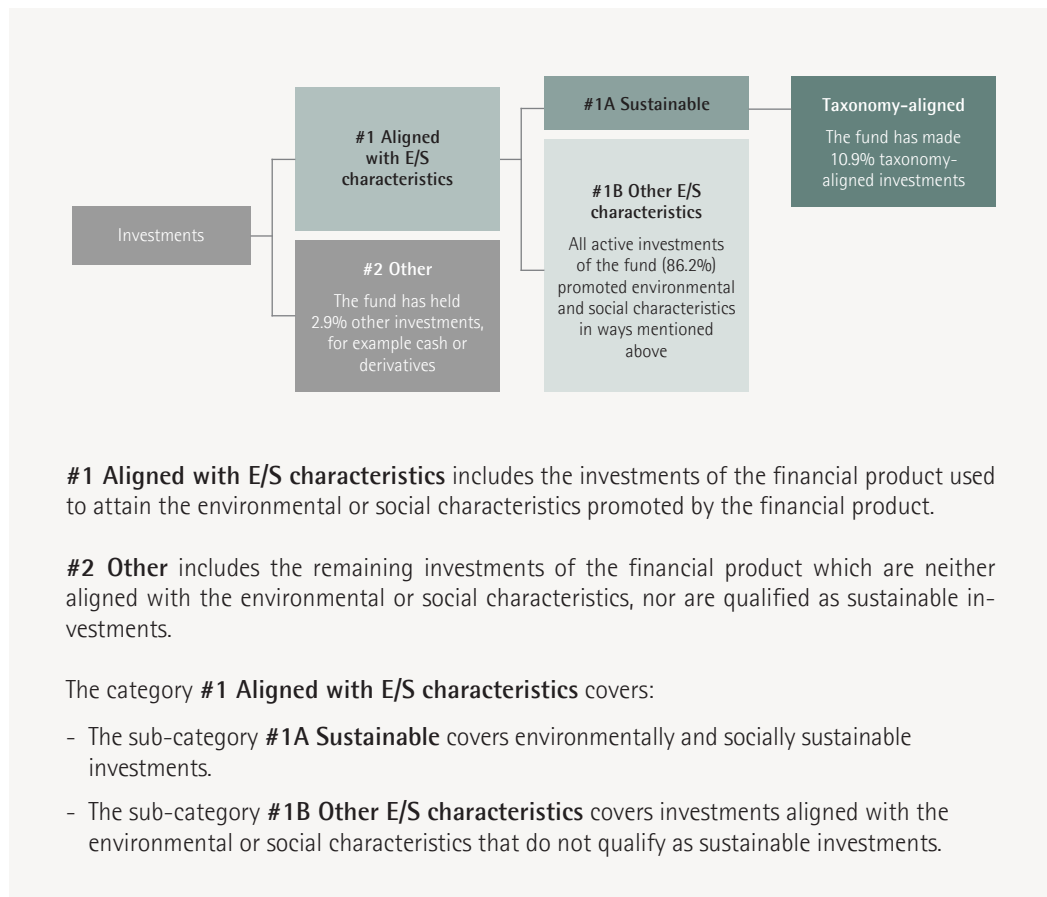 Investments
#1 Aligned
with E/S
characteristics
#2 Other
The fund has held
2.9% other investments,
for example cash or
derivatives
#1A Sustainable
#1B Other E/S
characteristics
All active investments
of the fund (86.2%)
promoted environmental
and social characteristics
in ways mentioned
above
Taxonomy-aligned
The fund has made
10.9% taxonomy-
aligned investments
#1 Aligned with E/S characteristics includes the investments of the financial product used
to attain the environmental or social characteristics promoted by the financial product.
#2 Other includes the remaining investments of the financial product which are neither
aligned with the environmental or social characteristics, nor are qualified as sustainable in-
vestments.
The category #1 Aligned with E/S characteristics covers:
- The sub-category #1A Sustainable covers environmentally and socially sustainable
investments.
- The sub-category #1B Other E/S characteristics covers investments aligned with the
environmental or social characteristics that do not qualify as sustainable investments.